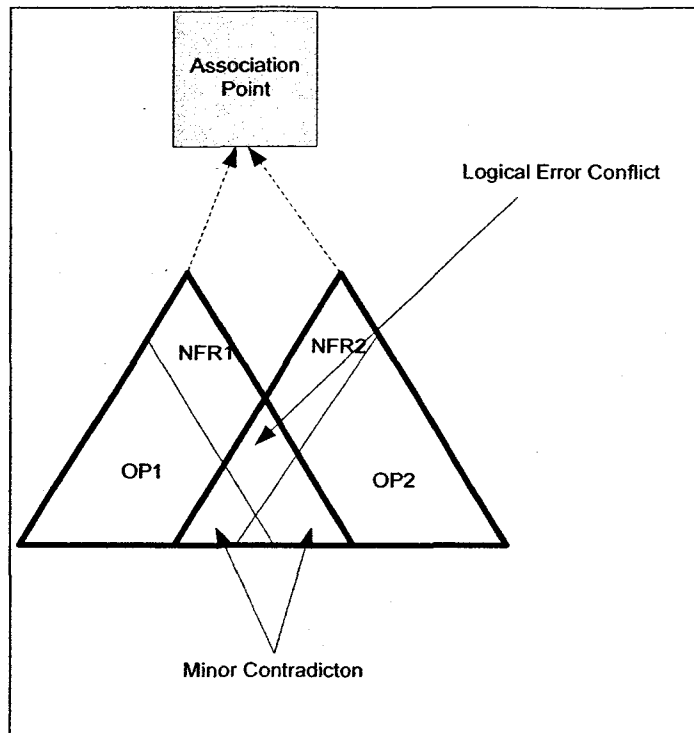 Association
Point
Logical Error Conflict
NFR1
NFR2
OP1
OP2
Minor Contradicton